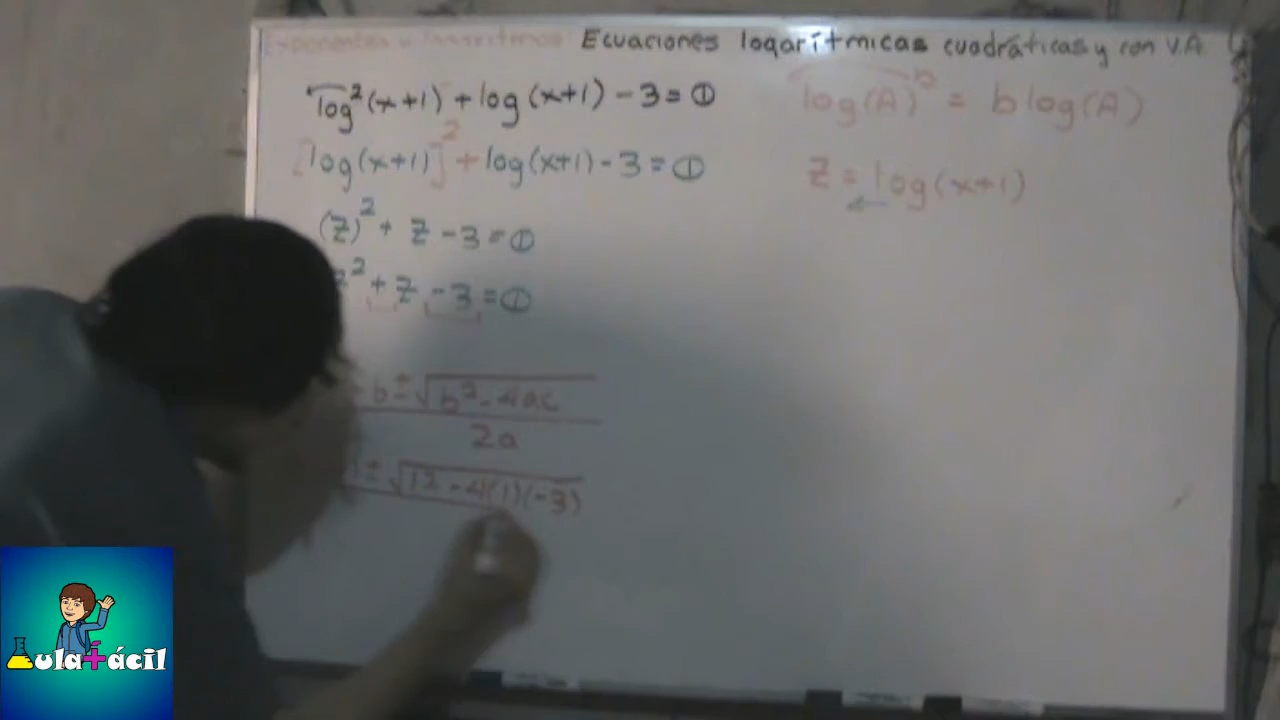 Exponentes y logaritmos Ecuaciones logarítmicas cuadráticas y con V.A
log²(x+1) + log(x+1) - 3 = 0
[log(x+1)]² + log(x+1) - 3 = 0
(z)² + z - 3 = 0
z² + z - 3 = 0
- b ± √b² - 4ac
2a
1 ± √1² - 4(1)(-3)
log(A)^b = b log(A)
z = log(x+1)
Aula+ácil